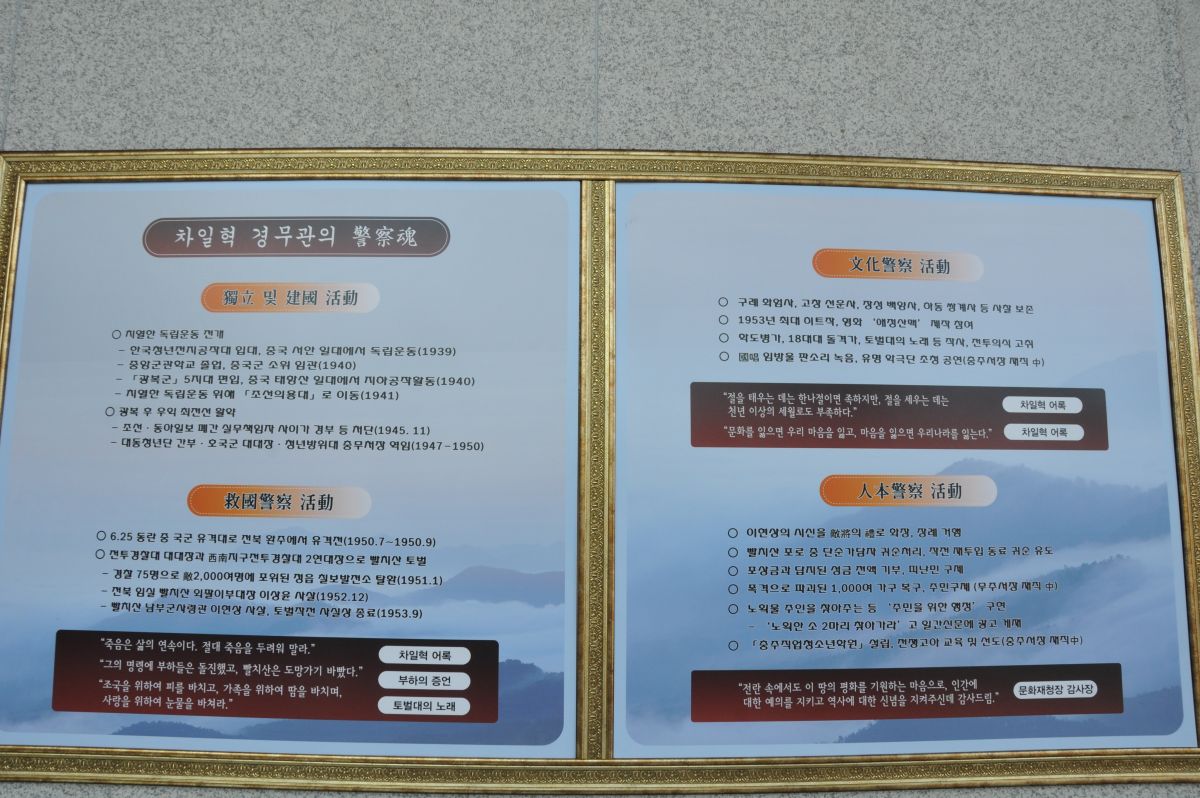 차일혁 경무관의 警察魂
獨立 및 建國 活動
○ 치열한 독립운동 전개
- 한국청년전지공작대 입대, 중국 서안 일대에서 독립운동(1939)
- 중앙군관학교 졸업, 중국군 소위 임관(1940)
- 「광복군」5지대 편입, 중국 태항산 일대에서 지하공작활동(1940)
- 치열한 독립운동 위해 「조선의용대」로 이동(1941)
○ 광복 후 우익 최전선 활약
- 조선·동아일보 폐간 실무책임자 사이가 경부 등 처단(1945. 11)
- 대동청년단 간부·호국군 대대장·청년방위대 충무서장 역임(1947~1950)
救國警察 活動
○ 6.25 동란 중 국군 유격대로 전북 완주에서 유격전(1950.7~1950.9)
○ 전투경찰대 대대장과 西南지구전투경찰대 2연대장으로 빨치산 토벌
- 경찰 75명으로 敵2,000여명에 포위된 정읍 칠보발전소 탈환(1951.1)
- 전북 임실 빨치산 외팔이부대장 이상윤 사살(1952.12)
- 빨치산 남부군사령관 이현상 사살, 토벌작전 사실상 종료(1953.9)
“죽음은 삶의 연속이다. 절대 죽음을 두려워 말라.” 차일혁 어록
“그의 명령에 부하들은 돌진했고, 빨치산은 도망가기 바빴다.” 부하의 증언
“조국을 위하여 피를 바치고, 가족을 위하여 땀을 바치며,
사랑을 위하여 눈물을 바쳐라.” 토벌대의 노래
文化警察 活動
○ 구례 화엄사, 고창 선운사, 장성 백암사, 하동 쌍계사 등 사찰 보존
○ 1953년 최대 히트작, 영화 ‘애정산맥’ 제작 참여
○ 학도병가, 18대대 돌격가, 토벌대의 노래 등 작사, 전투의식 고취
○ 國唱 임방울 판소리 녹음, 유명 악극단 초청 공연(충주서장 재직 中)
“절을 태우는 데는 한나절이면 족하지만, 절을 세우는 데는
천년 이상의 세월로도 부족하다.” 차일혁 어록
“문화를 잃으면 우리 마음을 잃고, 마음을 잃으면 우리나라를 잃는다.” 차일혁 어록
人本警察 活動
○ 이현상의 시신을 敵將의 禮로 화장, 장례 거행
○ 빨치산 포로 중 단순가담자 귀순처리, 작전 재투입 동료 귀순 유도
○ 포상금과 답지된 성금 전액 기부, 피난민 구제
○ 폭격으로 파괴된 1,000여 가구 복구, 주민구제 (무주서장 재직 中)
○ 노획물 주인을 찾아주는 등 ‘주민을 위한 행정’ 구현
- ‘노획한 소 2마리 찾아가라’고 일간신문에 광고 게재
○ 「충주직업청소년학원」설립, 전쟁고아 교육 및 선도(충주서장 재직中)
“전란 속에서도 이 땅의 평화를 기원하는 마음으로, 인간에
대한 예의를 지키고 역사에 대한 신념을 지켜주신데 감사드림.” 문화재청장 감사장